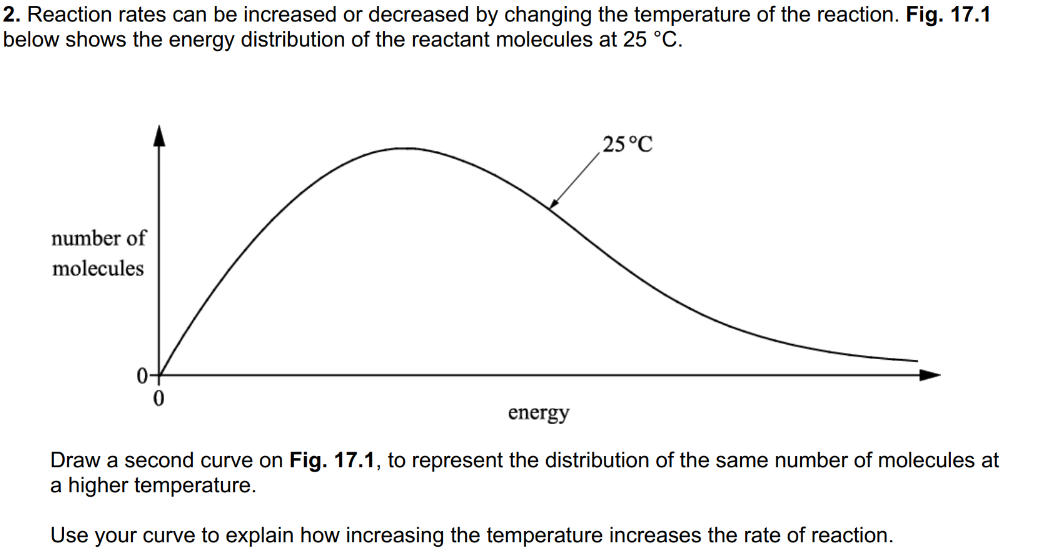 2. Reaction rates can be increased or decreased by changing the temperature of the reaction. Fig. 17.1
below shows the energy distribution of the reactant molecules at 25 °C.
25°C
number of
molecules
0
0
energy
Draw a second curve on Fig. 17.1, to represent the distribution of the same number of molecules at
a higher temperature.
Use your curve to explain how increasing the temperature increases the rate of reaction.